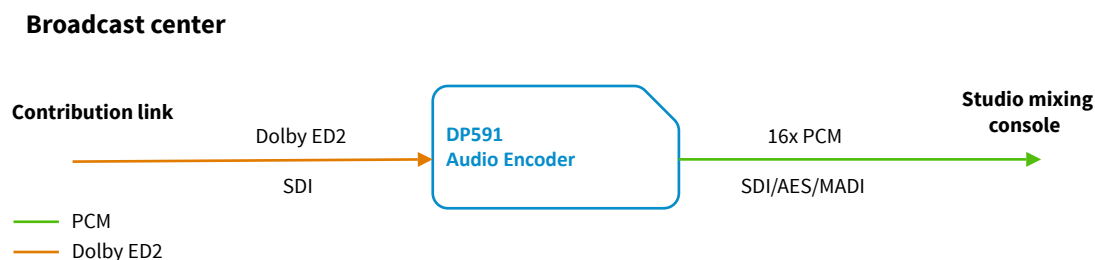 Broadcast center
Contribution link
Dolby ED2
SDI
DP591
Audio Encoder
16x PCM
SDI/AES/MADI
Studio mixing
console
PCM
Dolby ED2